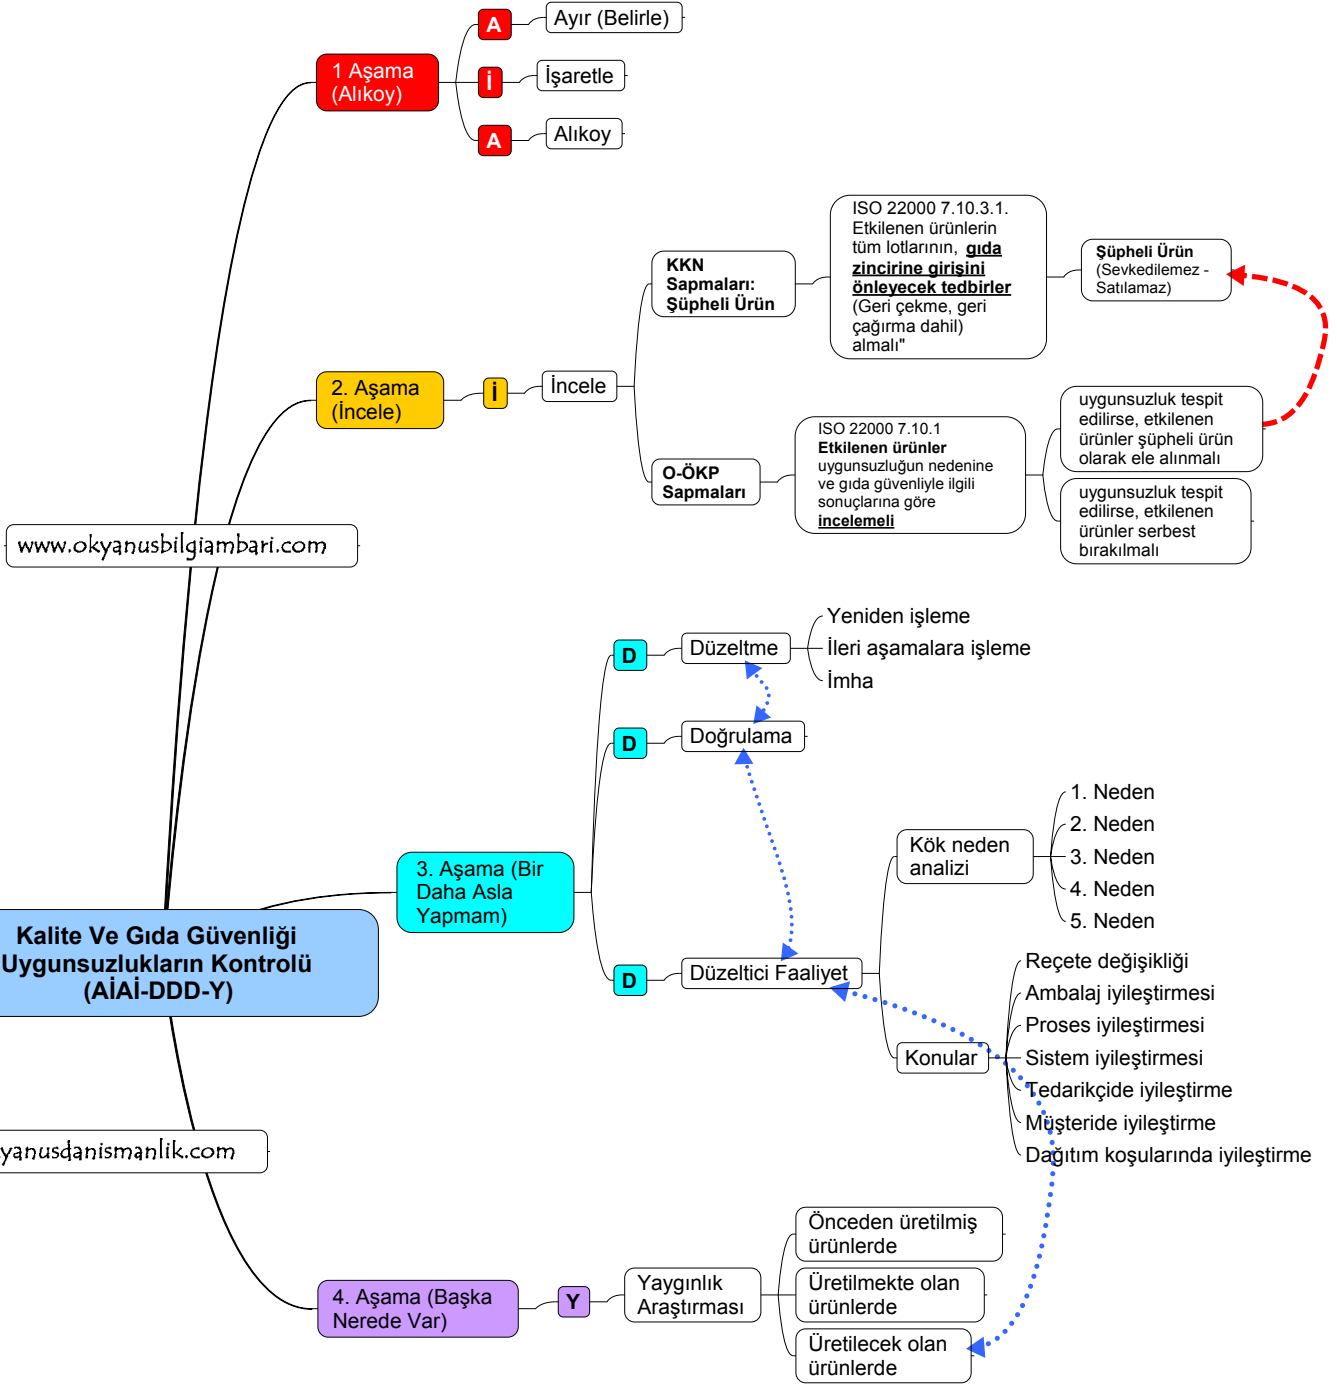 A
Ayır (Belirle)
1 Aşama
(Alıkoy)
İ
İşaretle
A
Alıkoy
2. Aşama
(İncele)
İ
İncele
KKN
Sapmaları:
Şüpheli Ürün
ISO 22000 7.10.3.1.
Etkilenen ürünlerin
tüm lotlarının, gıda
zincirine girişini
önleyecek tedbirler
(Geri çekme, geri
çağırma dahil)
almalı"
Şüpheli Ürün
(Sevkedilemez -
Satılamaz)
O-ÖKP
Sapmaları
ISO 22000 7.10.1
Etkilenen ürünler
uygunsuzluğun nedenine
ve gıda güvenliyle ilgili
sonuçlarına göre
incelemeli
uygunsuzluk tespit
edilirse, etkilenen
ürünler şüpheli ürün
olarak ele alınmalı
uygunsuzluk tespit
edilirse, etkilenen
ürünler serbest
bırakılmalı
www.okyanusbilgiambari.com
3. Aşama (Bir
Daha Asla
Yapmam)
D
Düzeltme
Yeniden işleme
İleri aşamalara işleme
İmha
D
Doğrulama
D
Düzeltici Faaliyet
Kök neden
analizi
1. Neden
2. Neden
3. Neden
4. Neden
5. Neden
Konular
Reçete değişikliği
Ambalaj iyileştirmesi
Proses iyileştirmesi
Sistem iyileştirmesi
Tedarikçide iyileştirme
Müşteride iyileştirme
Dağıtım koşularında iyileştirme
Kalite Ve Gıda Güvenliği
Uygunsuzlukların Kontrolü
(AİAİ-DDD-Y)
yanusdanismanlik.com
4. Aşama (Başka
Nerede Var)
Y
Yaygınlık
Araştırması
Önceden üretilmiş
ürünlerde
Üretilmekte olan
ürünlerde
Üretilecek olan
ürünlerde